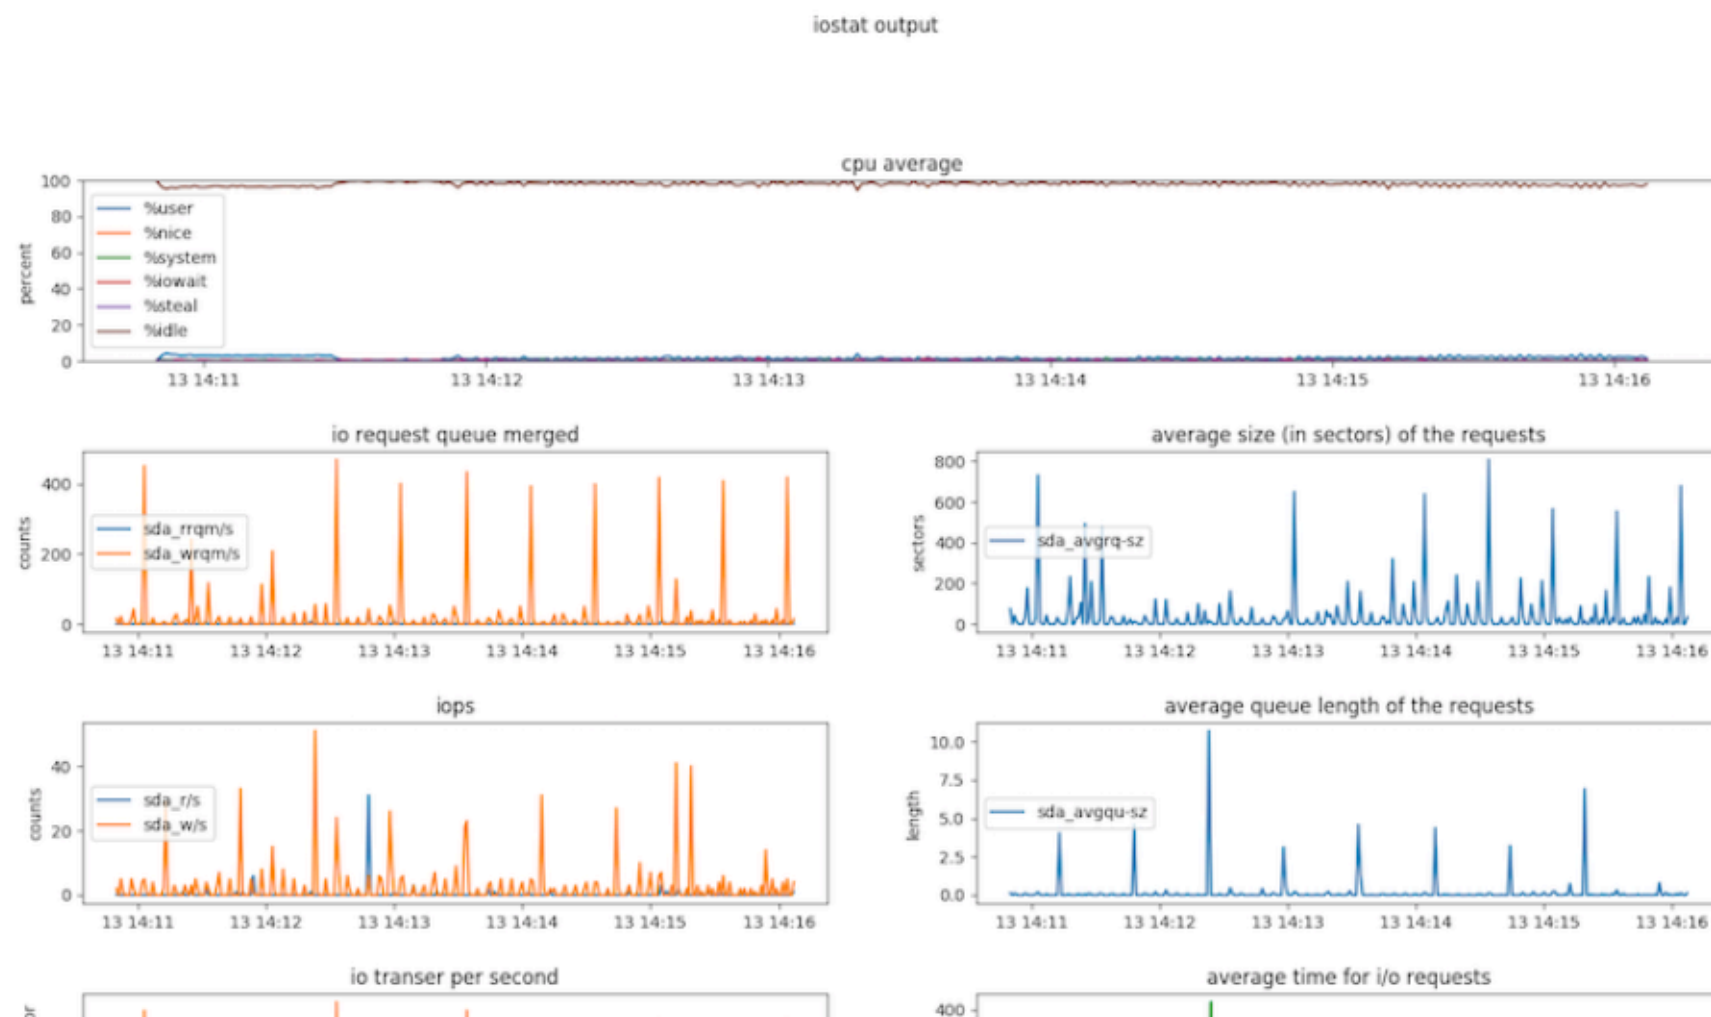 iostat output
cpu average
percent
100
80
60
40
20
0
%user
%nice
%system
%iowait
%steal
%idle
13 14:11
13 14:12
13 14:13
13 14:14
13 14:15
13 14:16
io request queue merged
counts
400
200
0
sda_rrqm/s
sda_wrqm/s
13 14:11
13 14:12
13 14:13
13 14:14
13 14:15
13 14:16
average size (in sectors) of the requests
sectors
800
600
400
200
0
sda_avgrq-sz
13 14:11
13 14:12
13 14:13
13 14:14
13 14:15
13 14:16
iops
counts
40
20
0
sda_r/s
sda_w/s
13 14:11
13 14:12
13 14:13
13 14:14
13 14:15
13 14:16
average queue length of the requests
length
10.0
7.5
5.0
2.5
0.0
sda_avgqu-sz
13 14:11
13 14:12
13 14:13
13 14:14
13 14:15
13 14:16
io transer per second
average time for i/o requests
400